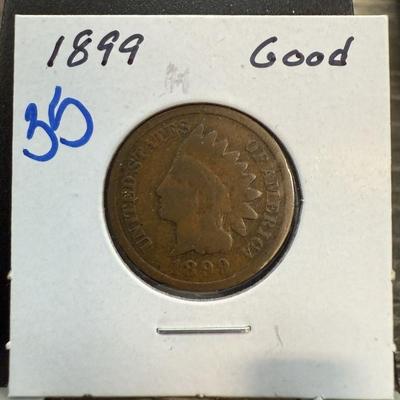 1899 Good
35
UNITED STATES OF AMERICA
1899